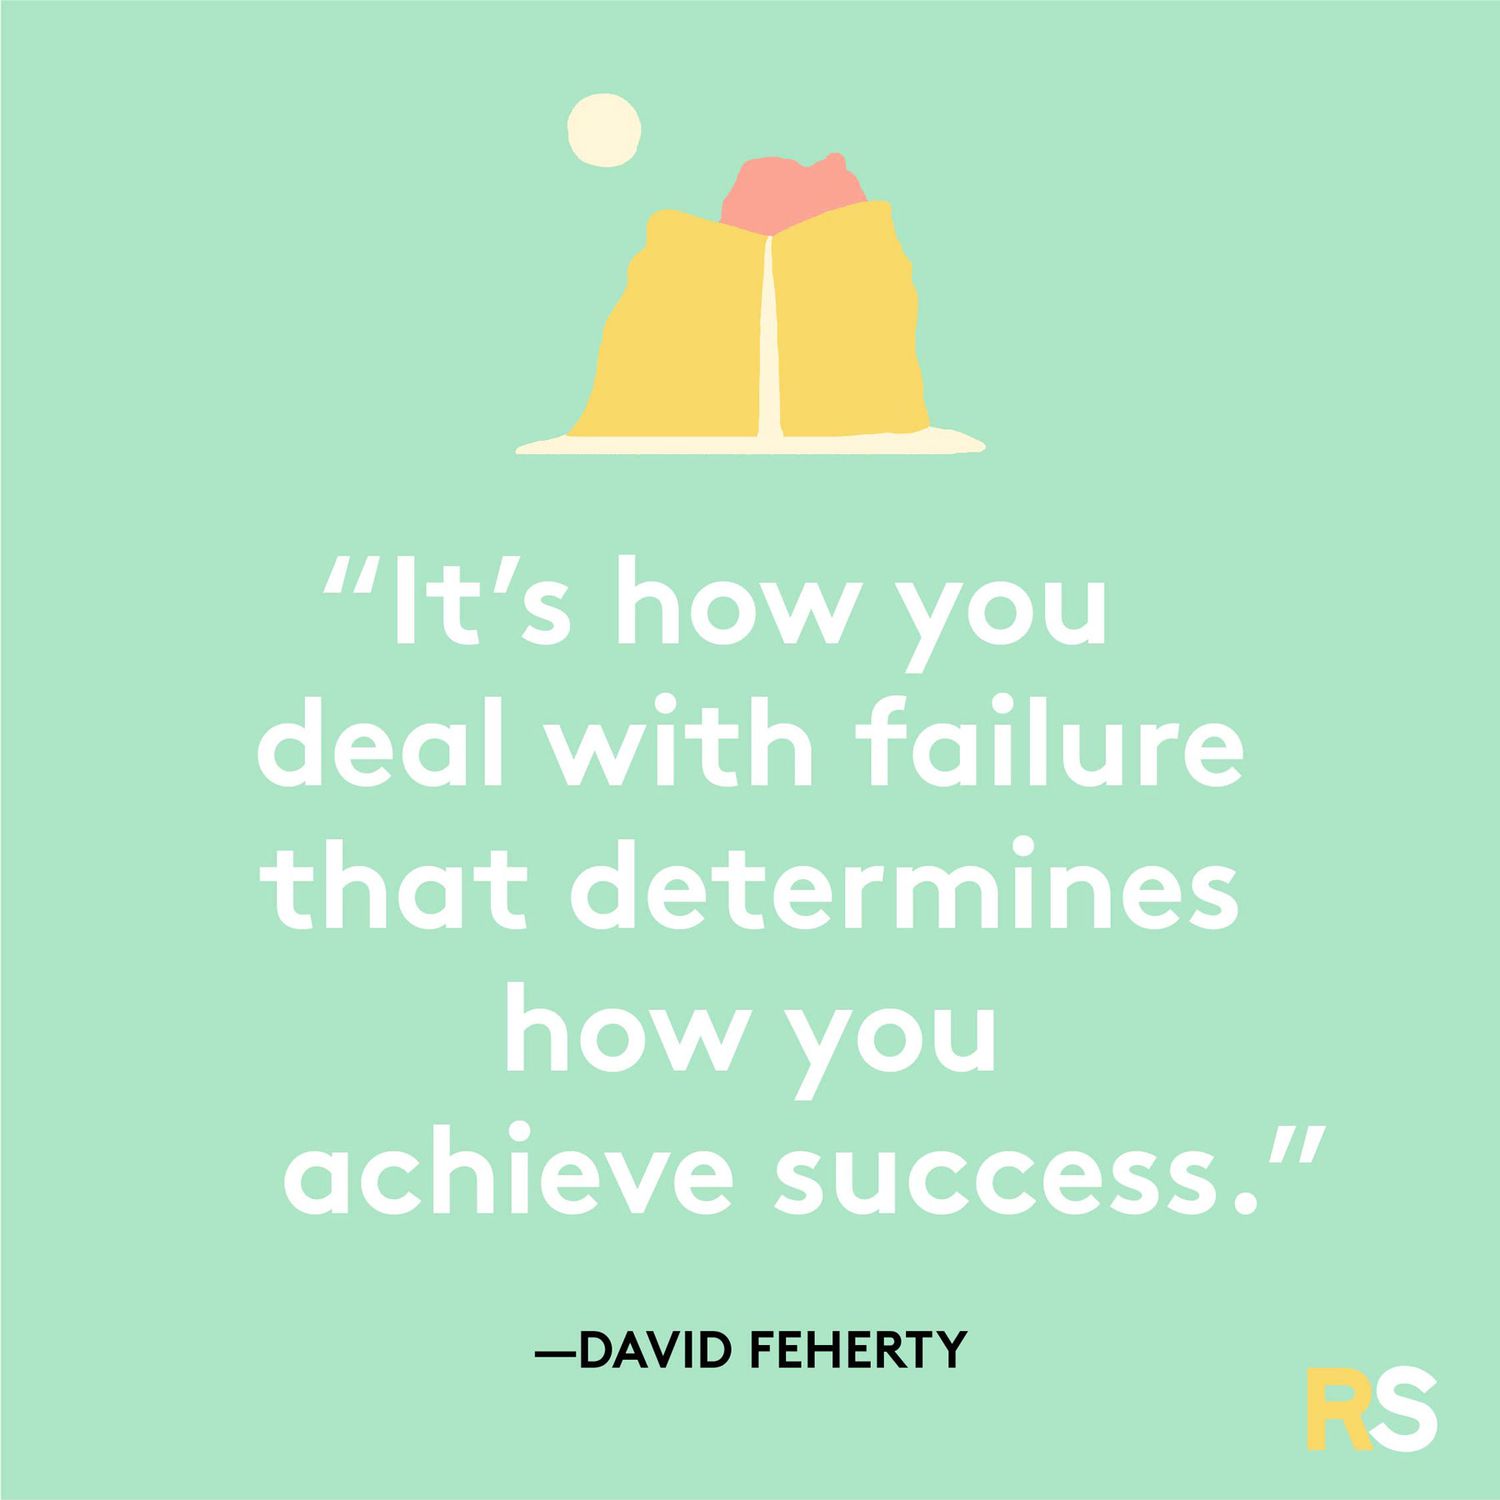 “It’s how you
deal with failure
that determines
how you
achieve success.”
—DAVID FEHERTY
RS